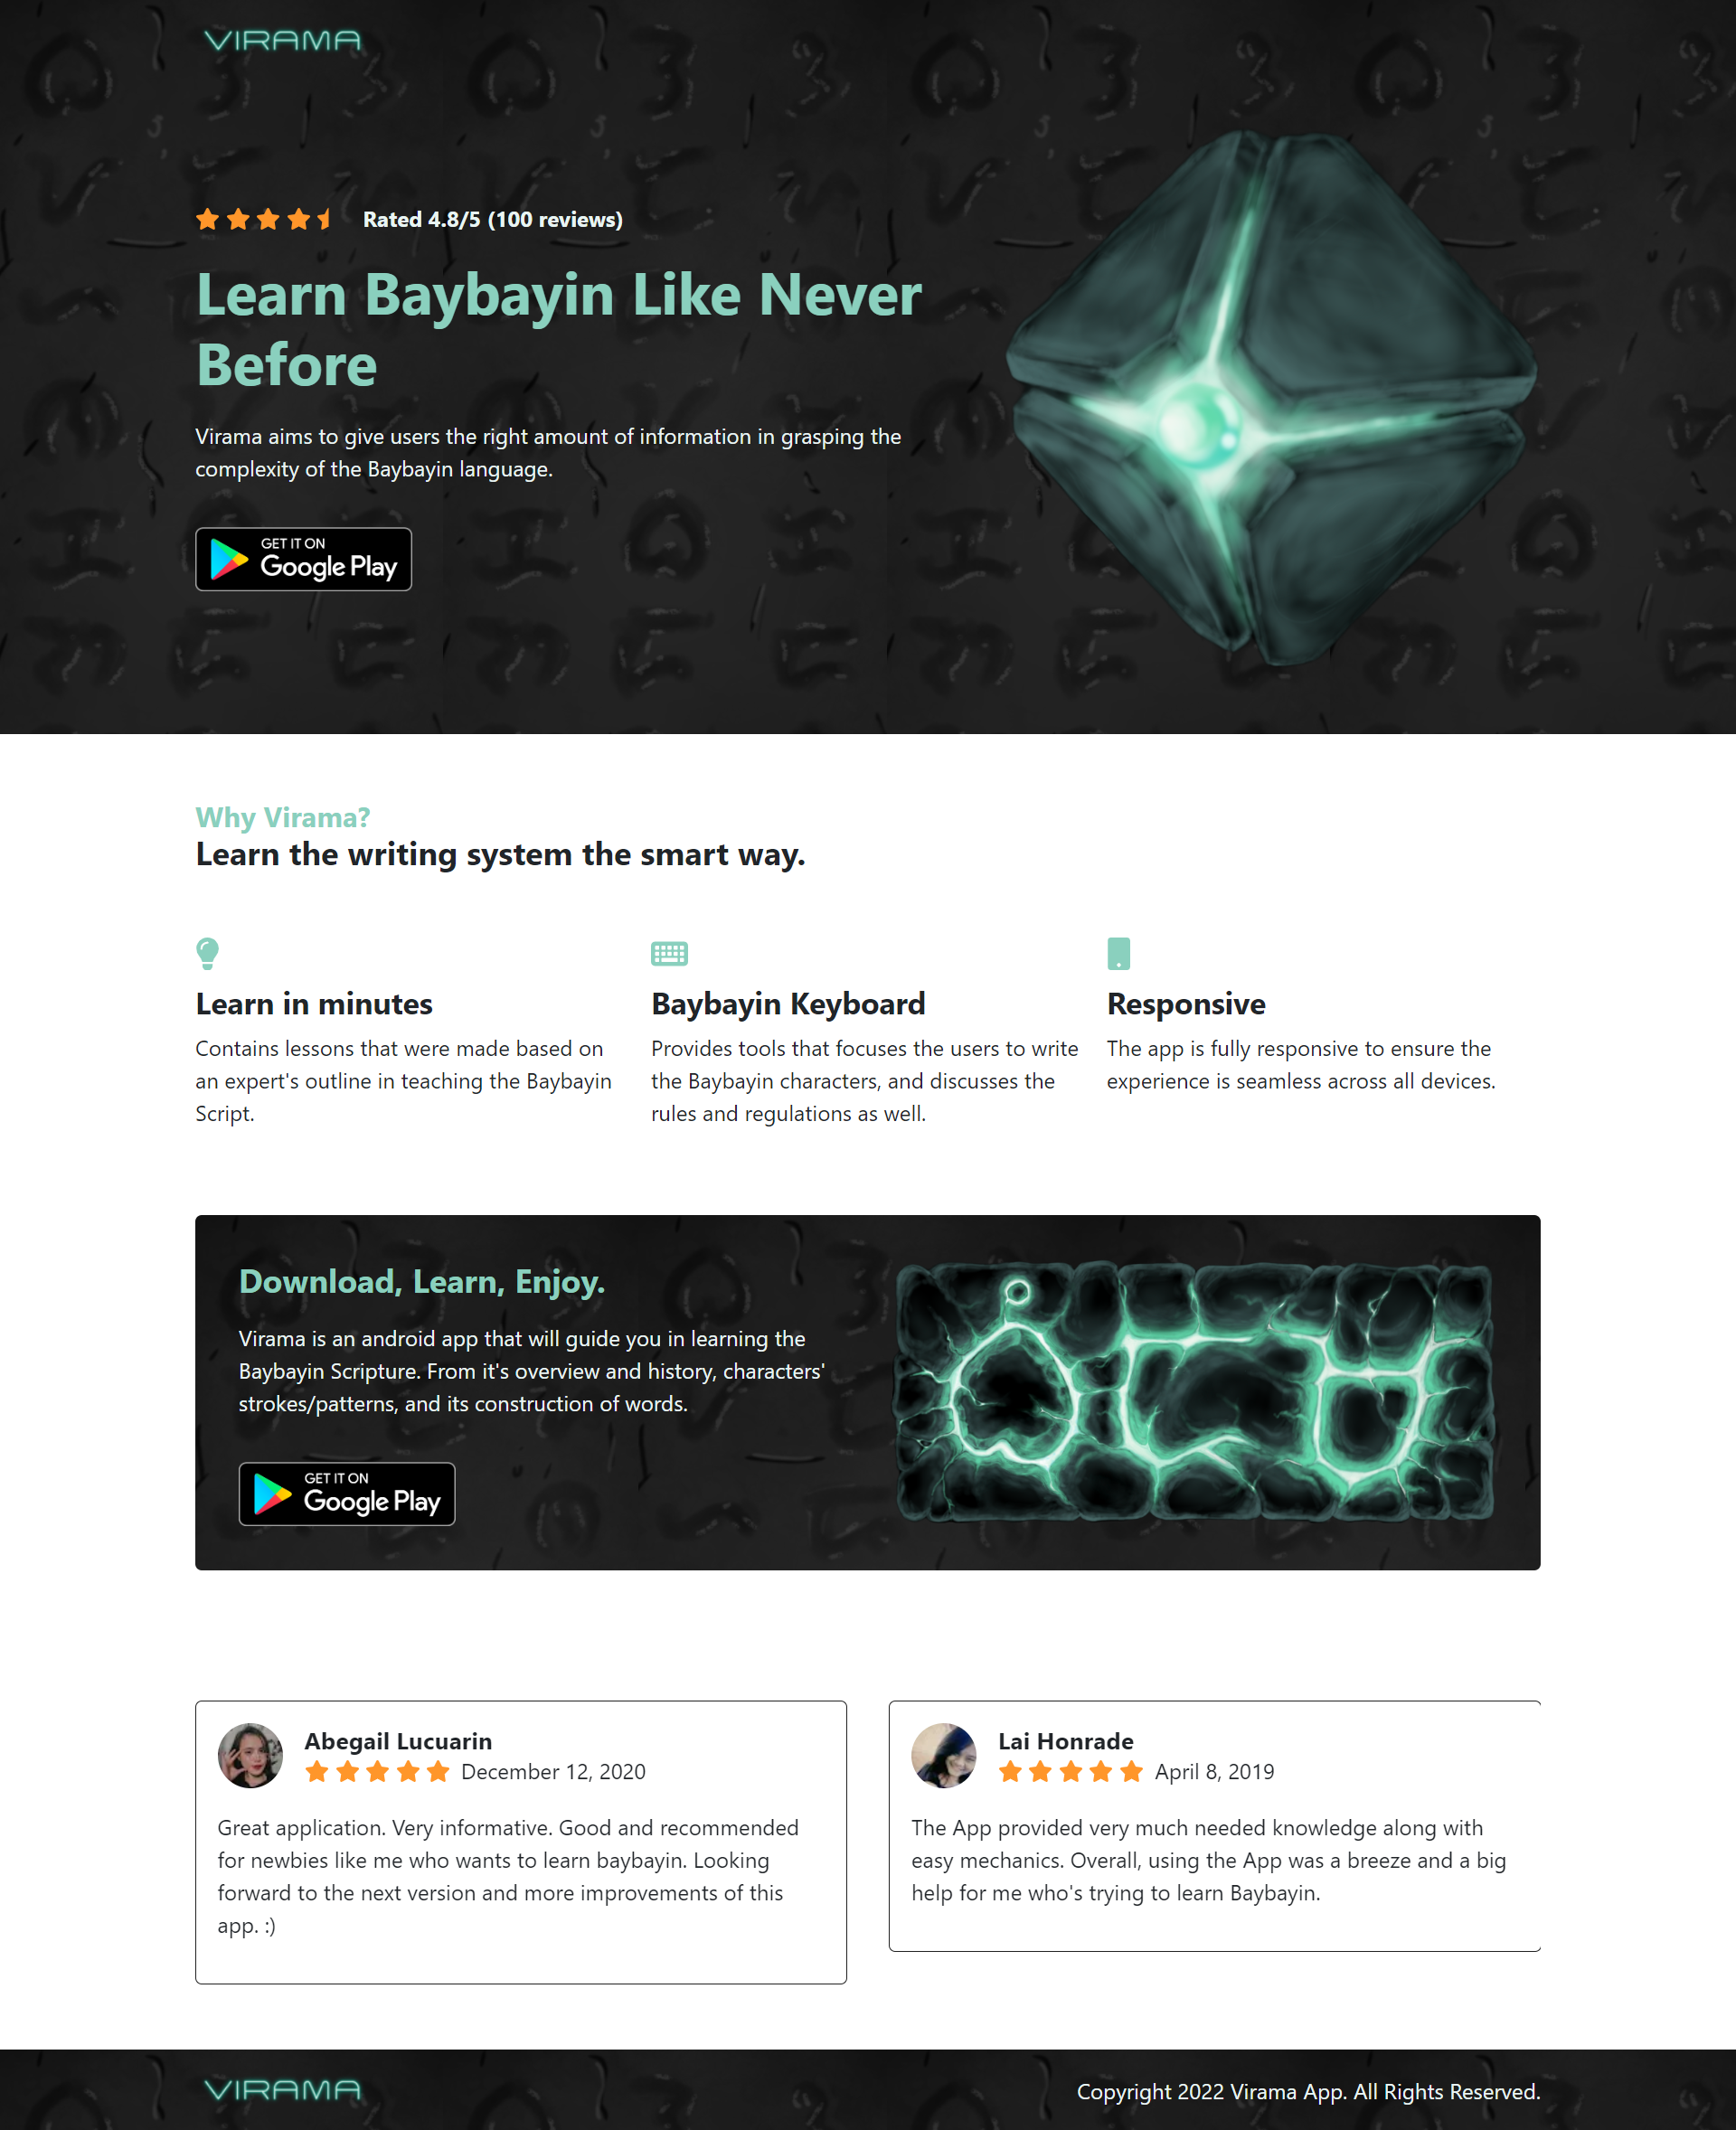 VIRAMA
Rated 4.8/5 (100 reviews)
Learn Baybayin Like Never
Before
Virama aims to give users the right amount of information in grasping the
complexity of the Baybayin language.
GET IT ON
Google Play
Why Virama?
Learn the writing system the smart way.
Learn in minutes
Contains lessons that were made based on
an expert's outline in teaching the Baybayin
Script.
Baybayin Keyboard
Provides tools that focuses the users to write
the Baybayin characters, and discusses the
rules and regulations as well.
Responsive
The app is fully responsive to ensure the
experience is seamless across all devices.
Download, Learn, Enjoy.
Virama is an android app that will guide you in learning the
Baybayin Scripture. From it's overview and history, characters'
strokes/patterns, and its construction of words.
GET IT ON
Google Play
Abegail Lucuarin
December 12, 2020
Great application. Very informative. Good and recommended
for newbies like me who wants to learn baybayin. Looking
forward to the next version and more improvements of this
app. :)
Lai Honrade
April 8, 2019
The App provided very much needed knowledge along with
easy mechanics. Overall, using the App was a breeze and a big
help for me who's trying to learn Baybayin.
VIRAMA
Copyright 2022 Virama App. All Rights Reserved.